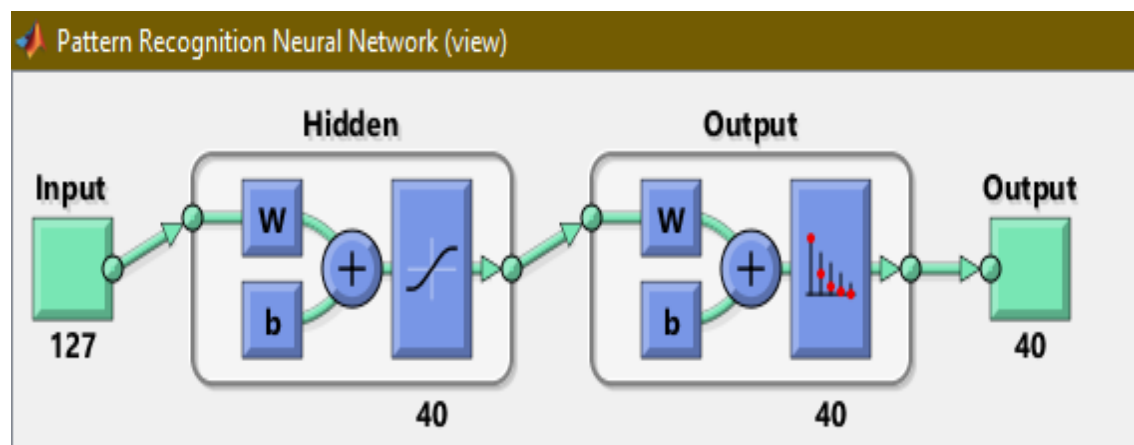 Pattern Recognition Neural Network (view)
Hidden
Output
Input
Output
W
W
b
b
127
40
40
40